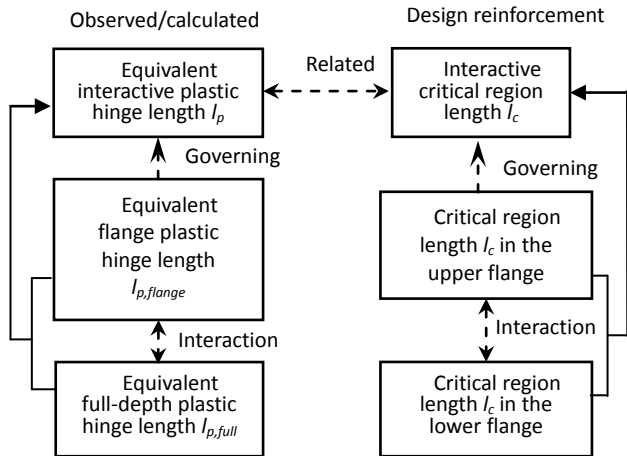 Observed/calculated
Design reinforcement
Equivalent
interactive plastic
hinge length lp
Related
Interactive
critical region
length lc
Governing
Governing
Equivalent
flange plastic
hinge length
lp,flange
Critical region
length lc in the
upper flange
Interaction
Interaction
Equivalent
full-depth plastic
hinge length lp,full
Critical region
length lc in the
lower flange